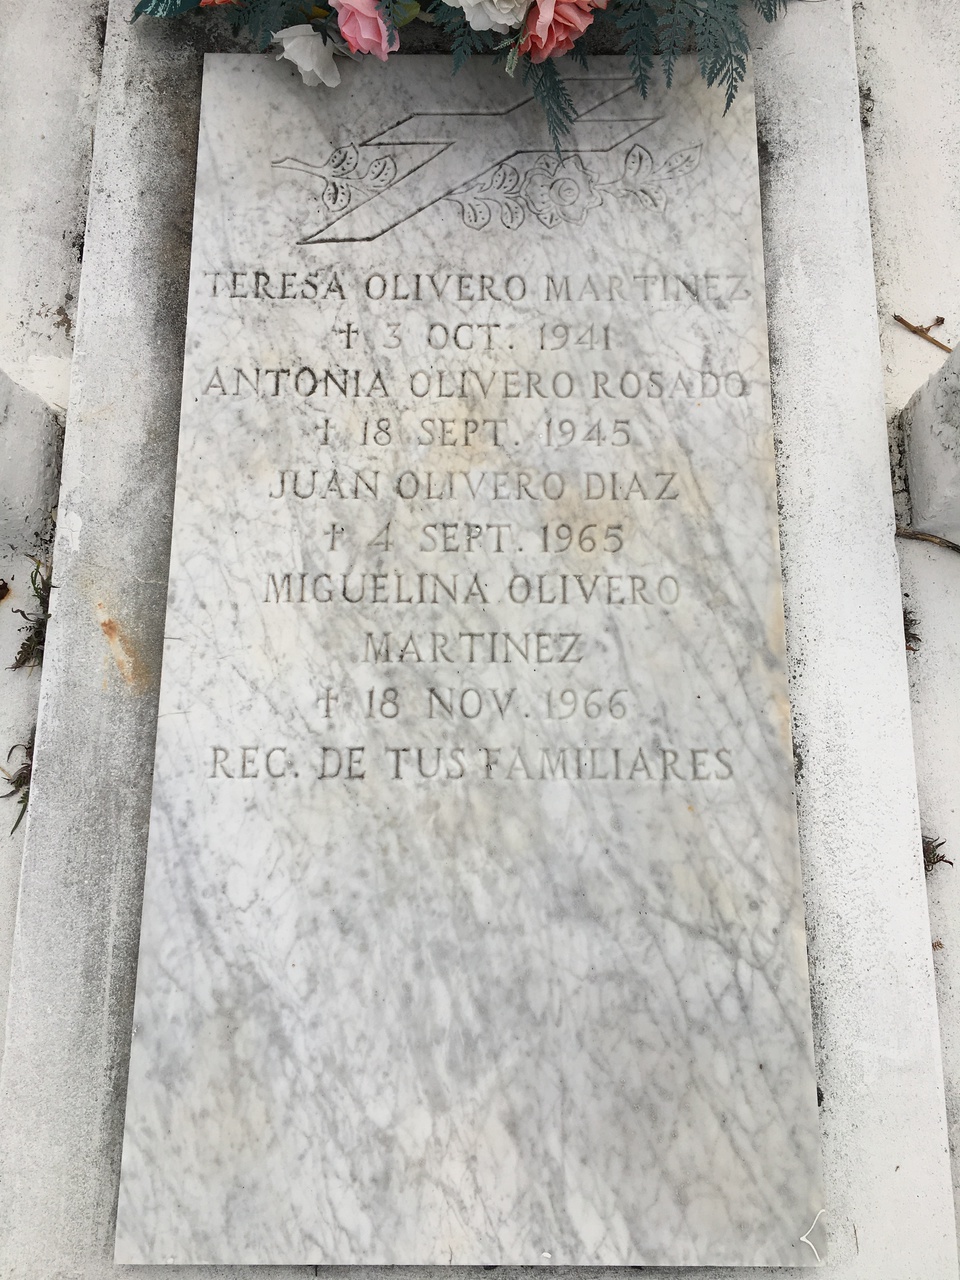 TERESA OLIVERO MARTINEZ
✝ 3 OCT. 1941
ANTONIA OLIVERO ROSADO
✝ 18 SEPT. 1945
JUAN OLIVERO DIAZ
✝ 4 SEPT. 1965
MIGUELINA OLIVERO
MARTINEZ
✝ 18 NOV. 1966
REC. DE TUS FAMILIARES